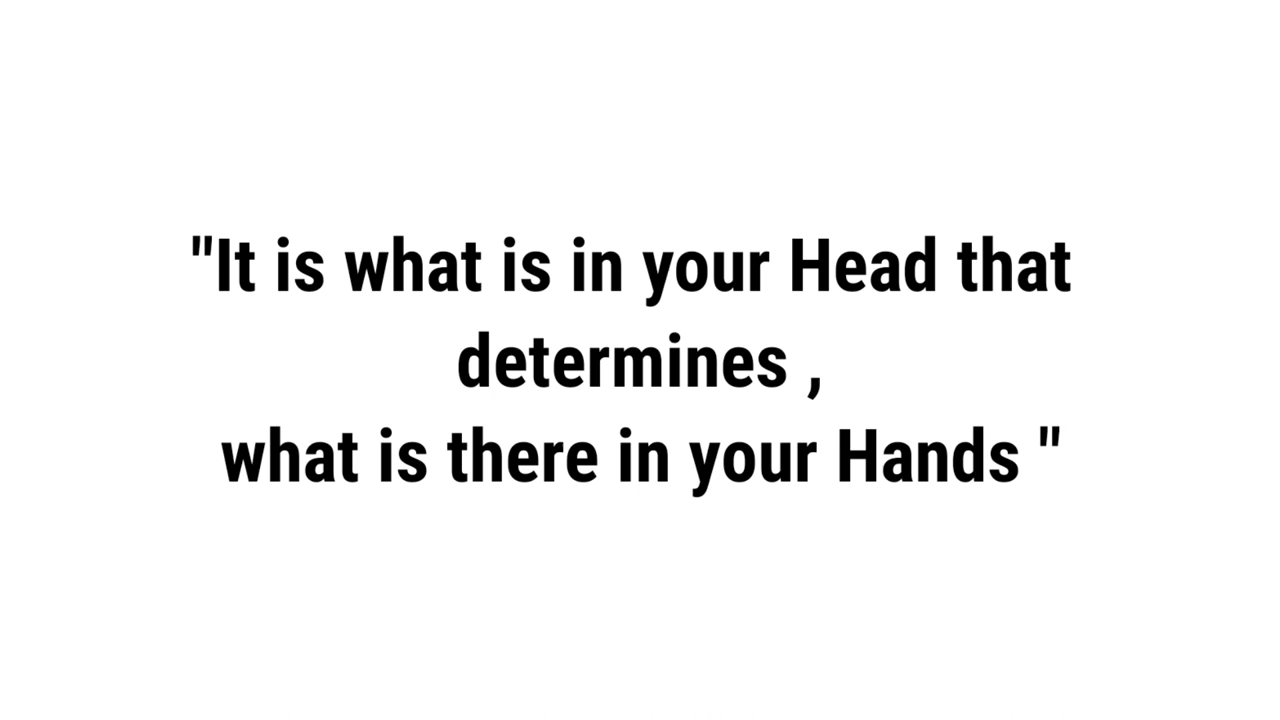 "It is what is in your Head that
determines ,
what is there in your Hands "